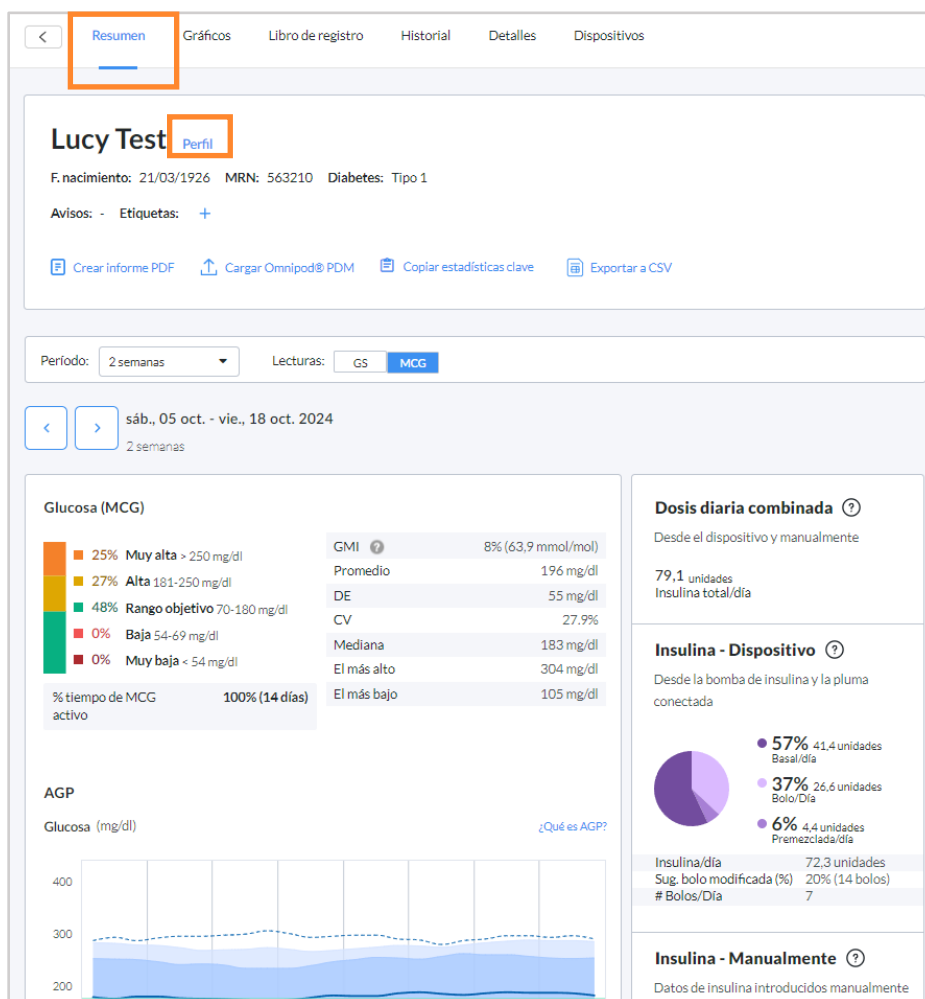 Resumen Gráficos Libro de registro Historial Detalles Dispositivos
Lucy Test Perfil
F. nacimiento: 21/03/1926 MRN: 563210 Diabetes: Tipo 1
Avisos: - Etiquetas: +
Crear informe PDF Cargar Omnipod® PDM Copiar estadísticas clave Exportar a CSV
Período: 2 semanas Lecturas: GS MCG
sáb., 05 oct. - vie., 18 oct. 2024
2 semanas
Glucosa (MCG)
25% Muy alta > 250 mg/dl
27% Alta 181-250 mg/dl
48% Rango objetivo 70-180 mg/dl
0% Baja 54-69 mg/dl
0% Muy baja < 54 mg/dl
% tiempo de MCG activo 100% (14 días)
GMI ? 8% (63,9 mmol/mol)
Promedio 196 mg/dl
DE 55 mg/dl
CV 27.9%
Mediana 183 mg/dl
El más alto 304 mg/dl
El más bajo 105 mg/dl
AGP
Glucosa (mg/dl) ¿Qué es AGP?
400
300
200
Dosis diaria combinada ?
Desde el dispositivo y manualmente
79,1 unidades
Insulina total/día
Insulina - Dispositivo ?
Desde la bomba de insulina y la pluma
conectada
57% 41,4 unidades
Basal/día
37% 26,6 unidades
Bolo/Día
6% 4,4 unidades
Premezclada/día
Insulina/día 72,3 unidades
Sug. bolo modificada (%) 20% (14 bolos)
# Bolos/Día 7
Insulina - Manualmente ?
Datos de insulina introducidos manualmente